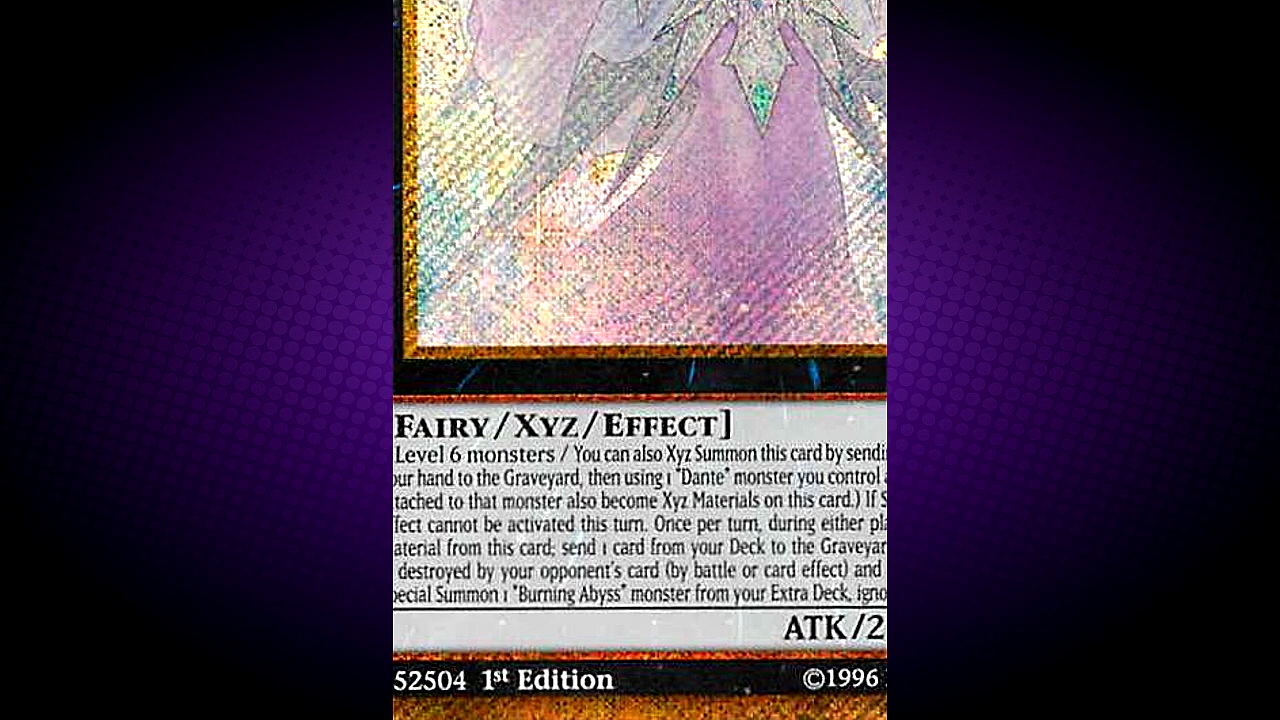 FAIRY/XYZ/EFFECT]
Level 6 monsters / You can also Xyz Summon this card by sendi
ur hand to the Graveyard, then using 1 "Dante" monster you control
tached to that monster also become Xyz Materials on this card.) If S
fect cannot be activated this turn. Once per turn, during either pl
aterial from this card; send 1 card from your Deck to the Graveyar
destroyed by your opponent's card (by battle or card effect) and
ecial Summon 1 "Burning Abyss" monster from your Extra Deck, igno
ATK/2
52504 1st Edition
©1996